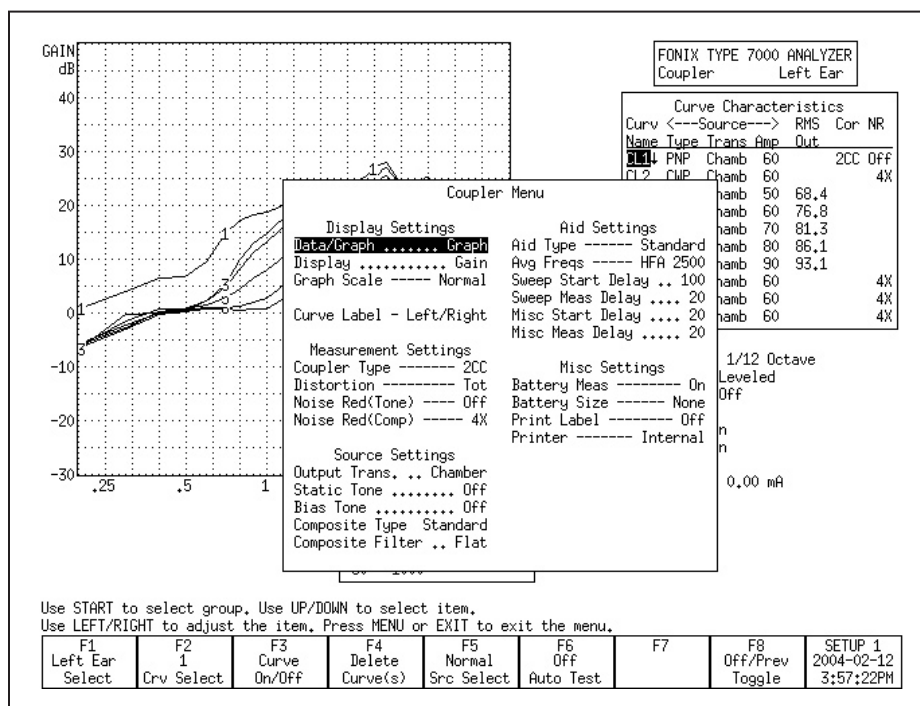 GAIN
dB
40
30
20
10
0
-10
-20
-30
.25 .5 1
1
1
1
3
3
FONIX TYPE 7000 ANALYZER
Coupler Left Ear
Curve Characteristics
Curv <---Source---> RMS Cor NR
Name Type Trans Amp Out
CL1↓ PNP Chamb 60 2CC Off
CL2 CWP Chamb 60 4X
hamb 50 68.4
hamb 60 76.8
hamb 70 81.3
hamb 80 86.1
hamb 90 93.1
hamb 60 4X
hamb 60 4X
hamb 60 4X
1/12 Octave
Leveled
Off
n
n
0.00 mA
Coupler Menu
Display Settings
Data/Graph ....... Graph
Display ........... Gain
Graph Scale ----- Normal
Curve Label - Left/Right
Measurement Settings
Coupler Type ------- 2CC
Distortion --------- Tot
Noise Red(Tone) ---- Off
Noise Red(Comp) ---- 4X
Source Settings
Output Trans. .. Chamber
Static Tone ........ Off
Bias Tone .......... Off
Composite Type Standard
Composite Filter .. Flat
Aid Settings
Aid Type ------ Standard
Avg Freqs --- HFA 2500
Sweep Start Delay .. 100
Sweep Meas Delay .... 20
Misc Start Delay .... 20
Misc Meas Delay ..... 20
Misc Settings
Battery Meas ------- On
Battery Size ------ None
Print Label -------- Off
Printer ------- Internal
Use START to select group. Use UP/DOWN to select item.
Use LEFT/RIGHT to adjust the item. Press MENU or EXIT to exit the menu.
F1
Left Ear
Select
F2
1
Crv Select
F3
Curve
On/Off
F4
Delete
Curve(s)
F5
Normal
Src Select
F6
Off
Auto Test
F7
F8
Off/Prev
Toggle
SETUP 1
2004-02-12
3:57:22PM